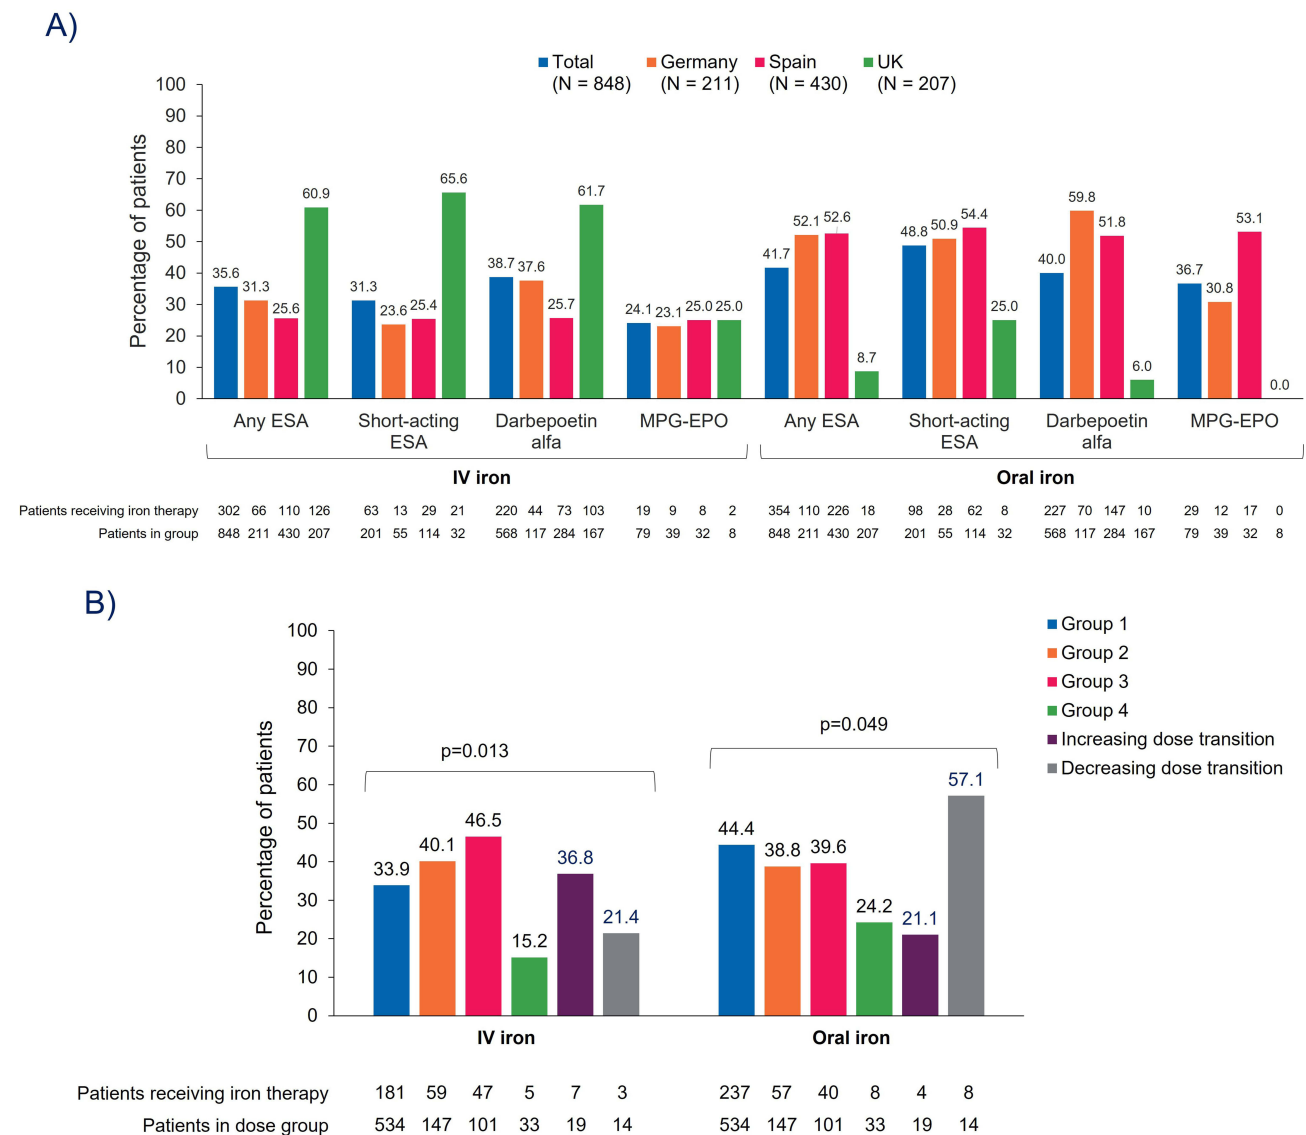 A)
Total Germany Spain UK
(N = 848) (N = 211) (N = 430) (N = 207)
Percentage of patients
100
90
80
70
60
50
40
30
20
10
0
35.6 31.3 25.6 60.9 31.3 23.6 25.4 65.6 38.7 37.6 25.7 61.7 24.1 23.1 25.0 25.0 41.7 52.1 52.6 8.7 48.8 50.9 54.4 25.0 40.0 59.8 51.8 6.0 36.7 30.8 53.1 0.0
Any ESA Short-acting Darbepoetin MPG-EPO Any ESA Short-acting Darbepoetin MPG-EPO
ESA alfa ESA alfa
IV iron Oral iron
Patients receiving iron therapy 302 66 110 126 63 13 29 21 220 44 73 103 19 9 8 2 354 110 226 18 98 28 62 8 227 70 147 10 29 12 17 0
Patients in group 848 211 430 207 201 55 114 32 568 117 284 167 79 39 32 8 848 211 430 207 201 55 114 32 568 117 284 167 79 39 32 8
B)
Group 1
Group 2
Group 3
Group 4
Increasing dose transition
Decreasing dose transition
Percentage of patients
100
90
80
70
60
50
40
30
20
10
0
p=0.013 p=0.049
33.9 40.1 46.5 15.2 36.8 21.4 44.4 38.8 39.6 24.2 21.1 57.1
IV iron Oral iron
Patients receiving iron therapy 181 59 47 5 7 3 237 57 40 8 4 8
Patients in dose group 534 147 101 33 19 14 534 147 101 33 19 14